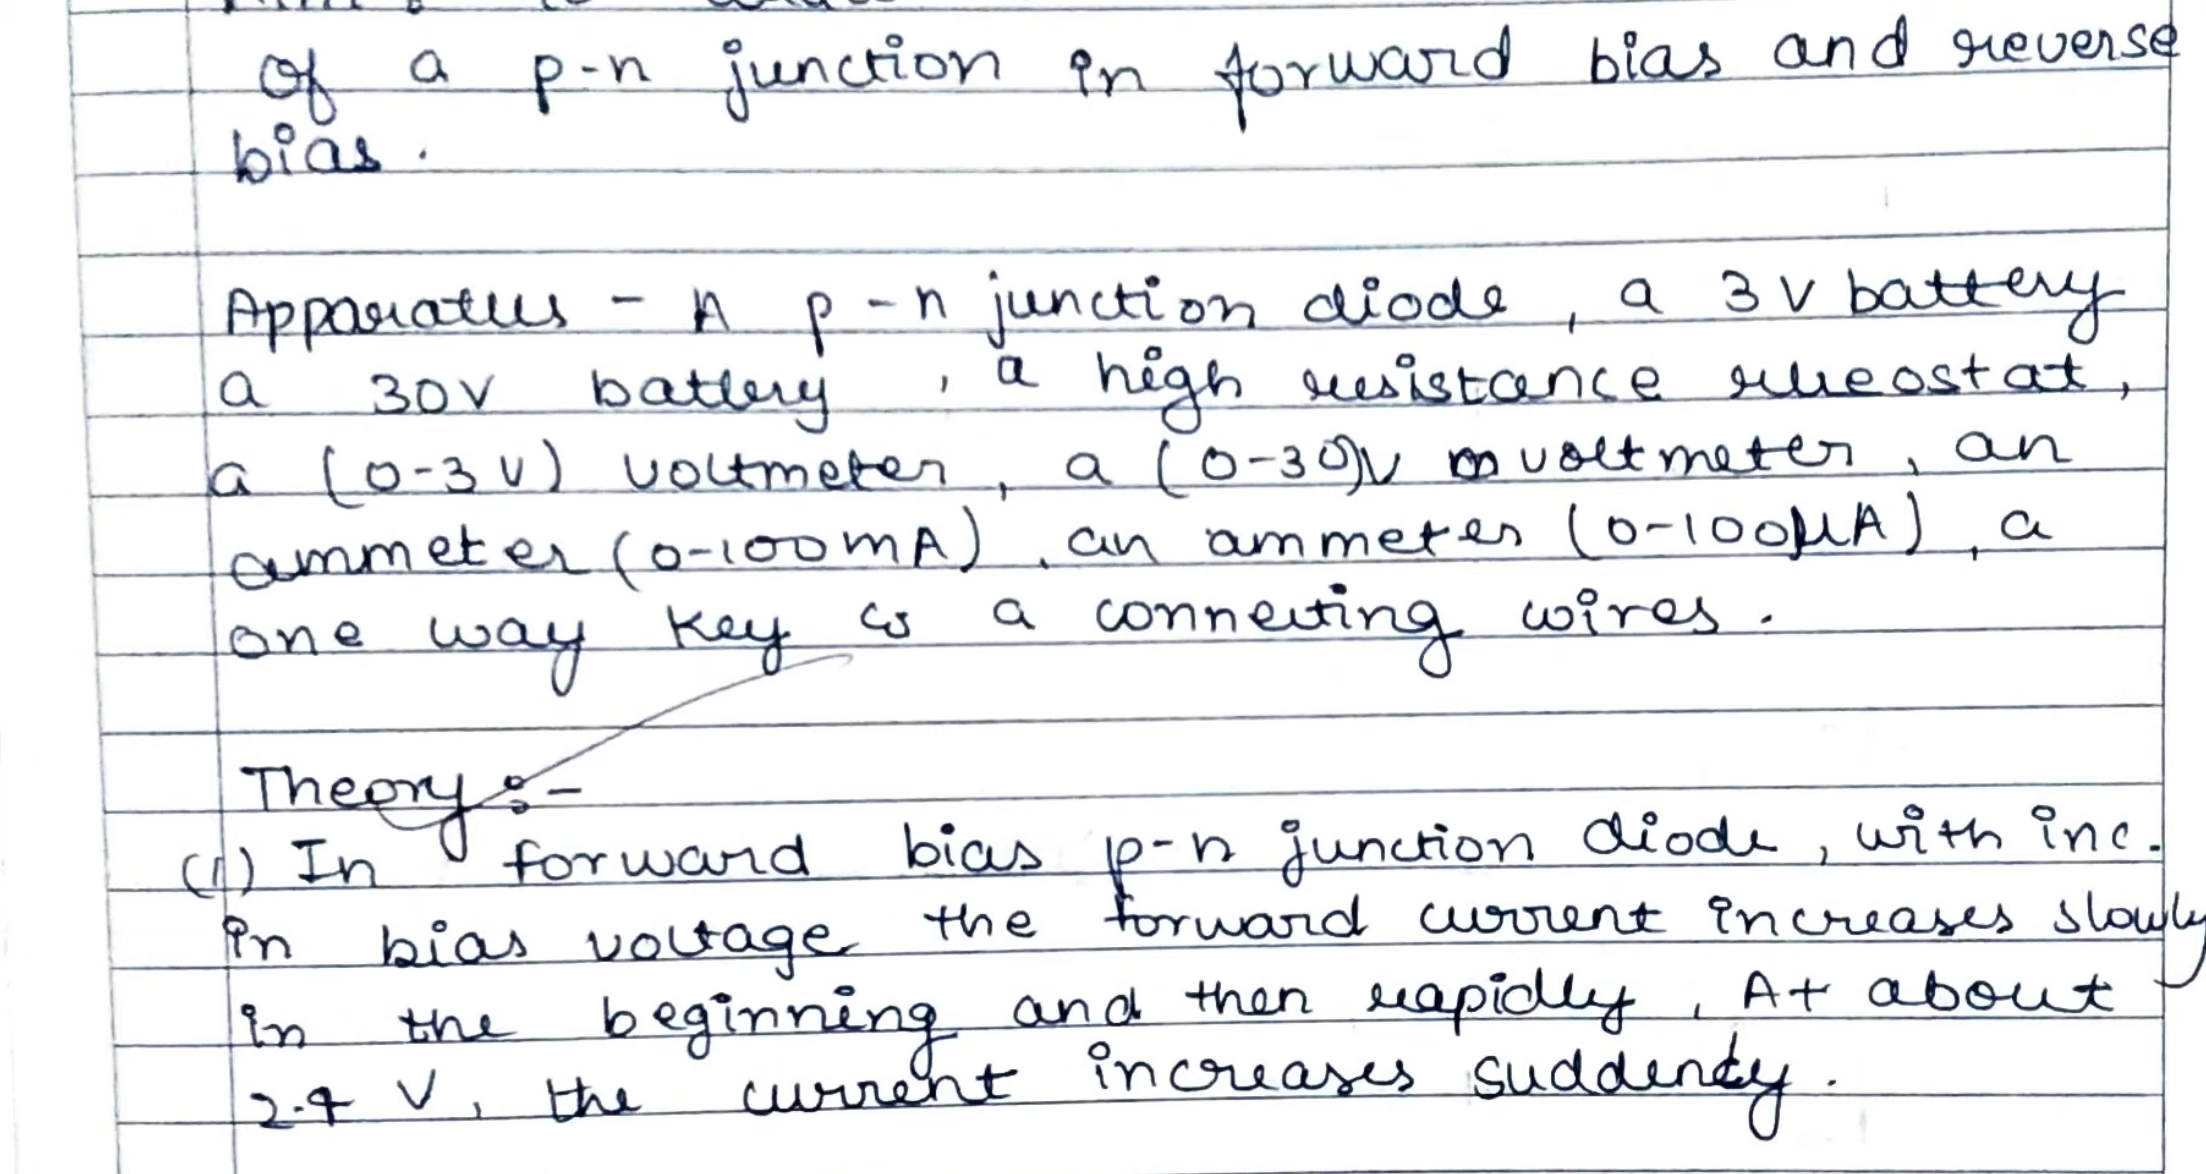 of a p-n junction in forward bias and reverse
bias.
Apparatus - A p-n junction diode, a 3 V battery
a 30V battery, a high resistance rheostat,
a (0-3 V) voltmeter, a (0-30)V voltmeter, an
ammeter (0-100mA), an ammeter (0-100μA), a
one way key & a connecting wires.
Theory :-
(1) In forward bias p-n junction diode, with inc.
in bias voltage the forward current increases slowly
in the beginning and then rapidly, At about
2.4 V, the current increases suddenly.